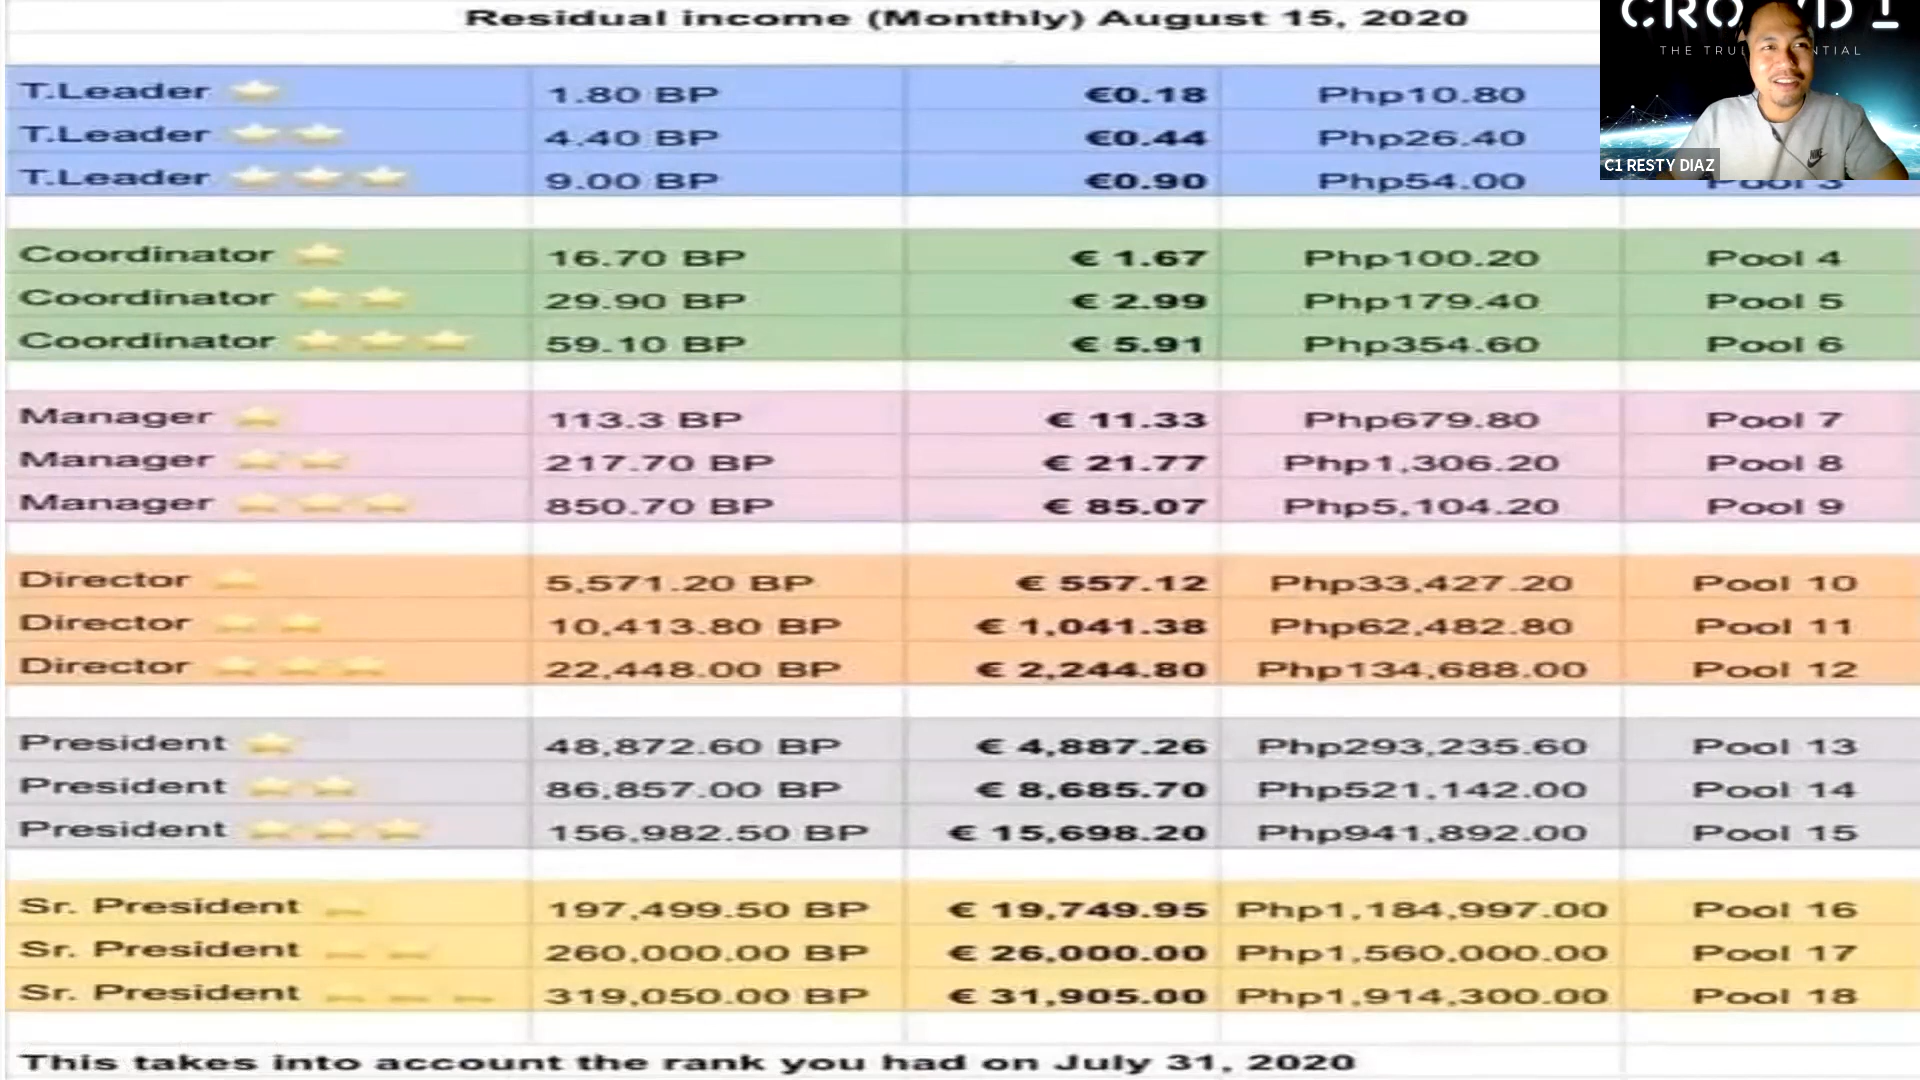 Residual income (Monthly) August 15, 2020
THE TRU NTIAL
C1 RESTY DIAZ
T.Leader 1.80 BP €0.18 Php10.80
T.Leader 4.40 BP €0.44 Php26.40
T.Leader 9.00 BP €0.90 Php54.00 Pool 3
Coordinator 16.70 BP € 1.67 Php100.20 Pool 4
Coordinator 29.90 BP € 2.99 Php179.40 Pool 5
Coordinator 59.10 BP € 5.91 Php354.60 Pool 6
Manager 113.3 BP € 11.33 Php679.80 Pool 7
Manager 217.70 BP € 21.77 Php1,306.20 Pool 8
Manager 850.70 BP € 85.07 Php5,104.20 Pool 9
Director 5,571.20 BP € 557.12 Php33,427.20 Pool 10
Director 10,413.80 BP € 1,041.38 Php62,482.80 Pool 11
Director 22,448.00 BP € 2,244.80 Php134,688.00 Pool 12
President 48,872.60 BP € 4,887.26 Php293,235.60 Pool 13
President 86,857.00 BP € 8,685.70 Php521,142.00 Pool 14
President 156,982.50 BP € 15,698.20 Php941,892.00 Pool 15
Sr. President 197,499.50 BP € 19,749.95 Php1,184,997.00 Pool 16
Sr. President 260,000.00 BP € 26,000.00 Php1,560,000.00 Pool 17
Sr. President 319,050.00 BP € 31,905.00 Php1,914,300.00 Pool 18
This takes into account the rank you had on July 31, 2020